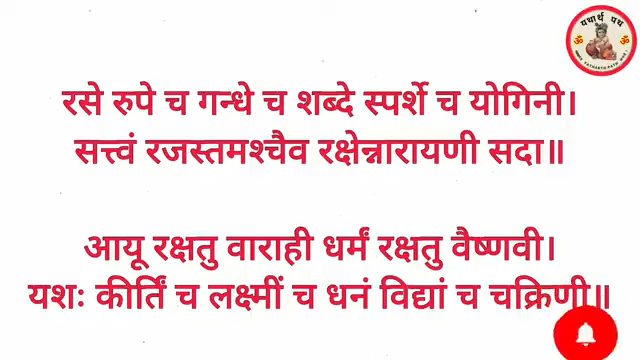 यथार्थ पथ
रसे रुपे च गन्धे च शब्दे स्पर्शे च योगिनी।
सत्त्वं रजस्तमश्चैव रक्षेन्नारायणी सदा॥
आयू रक्षतु वाराही धर्मं रक्षतु वैष्णवी।
यशः कीर्तिं च लक्ष्मीं च धनं विद्यां च चक्रिणी॥